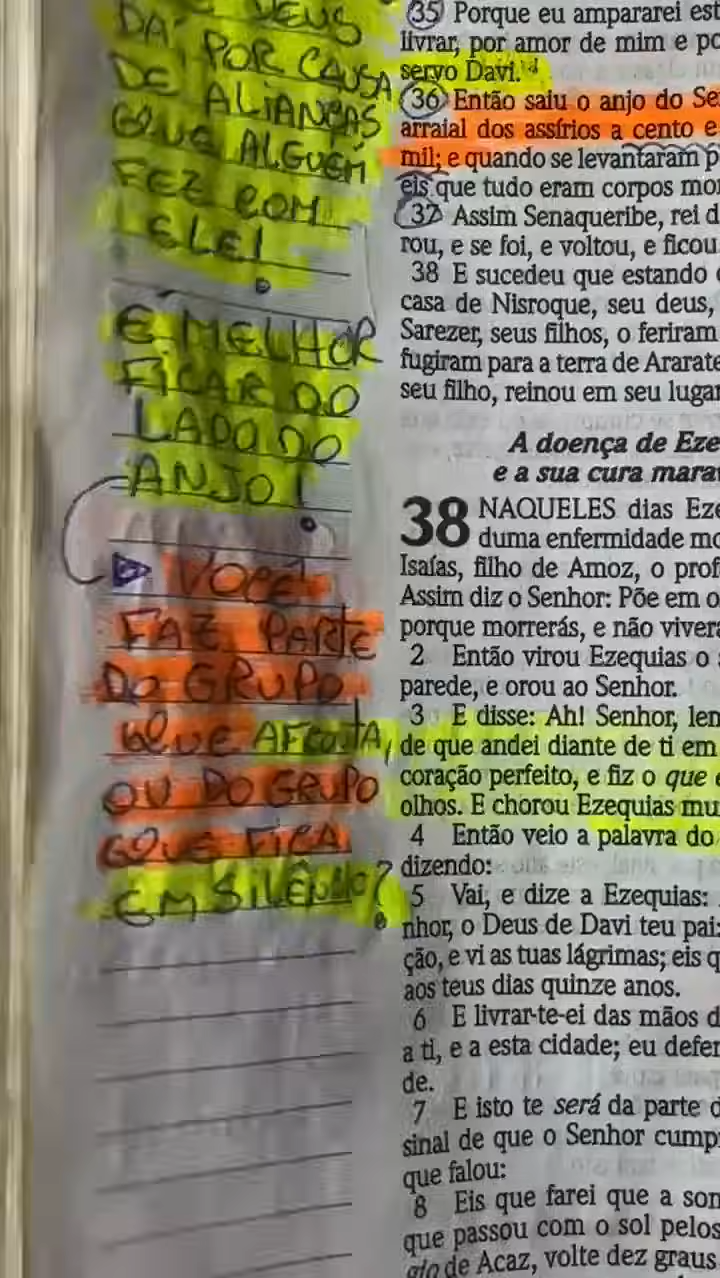 DEUS
DÁ POR CAUSA
DE ALIANÇAS
QUE ALGUÉM
FEZ COM
ELE!
É MELHOR
FICAR DO
LADO DO
ANJO!
VOCÊ
FAZ PARTE
DO GRUPO
QUE AFRONTA,
OU DO GRUPO
QUE FICA
EM SILÊNCIO?
35 Porque eu ampararei est
livrar, por amor de mim e po
servo Davi.
36 Então saiu o anjo do Se
arraial dos assírios a cento e
mil; e quando se levantaram p
eis que tudo eram corpos mo
37 Assim Senaqueribe, rei d
rou, e se foi, e voltou, e ficou
38 E sucedeu que estando
casa de Nisroque, seu deus,
Sarezer, seus filhos, o feriram
fugiram para a terra de Ararate
seu filho, reinou em seu lugar
A doença de Eze
e a sua cura mara
38 NAQUELES dias Eze
duma enfermidade mo
Isaías, filho de Amoz, o prof
Assim diz o Senhor: Põe em o
porque morrerás, e não viver
2 Então virou Ezequias o
parede, e orou ao Senhor.
3 E disse: Ah! Senhor, lem
de que andei diante de ti em
coração perfeito, e fiz o que
olhos. E chorou Ezequias mu
4 Então veio a palavra do
dizendo:
5 Vai, e dize a Ezequias:
nhor, o Deus de Davi teu pai:
ção, e vi as tuas lágrimas; eis q
aos teus dias quinze anos.
6 E livrar-te-ei das mãos d
a ti, e a esta cidade; eu defen
de.
7 E isto te será da parte d
sinal de que o Senhor cump
que falou:
8 Eis que farei que a som
que passou com o sol pelos
de Acaz, volte dez graus